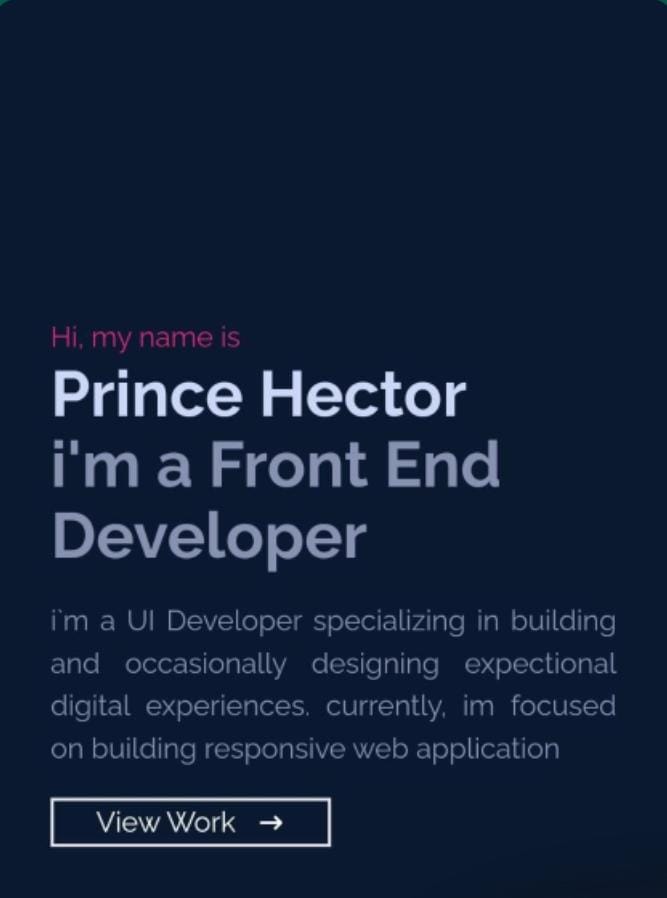 Hi, my name is
Prince Hector
i'm a Front End
Developer
i`m a UI Developer specializing in building
and occasionally designing expectional
digital experiences. currently, im focused
on building responsive web application
View Work →